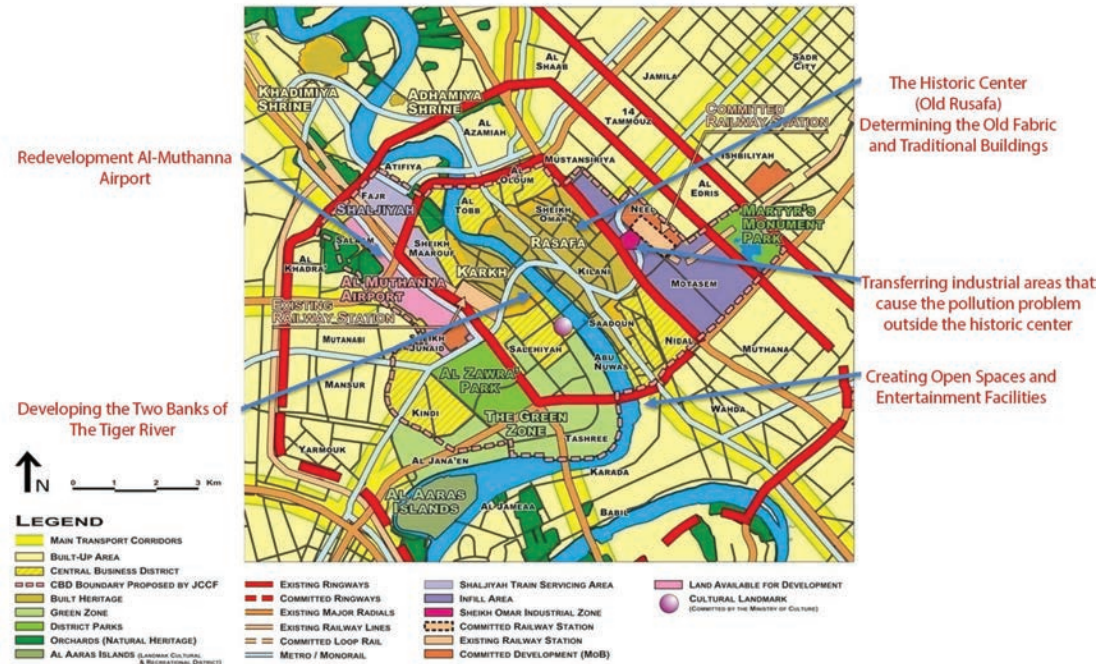 Redevelopment Al-Muthanna
Airport
Developing the Two Banks of
The Tiger River
The Historic Center
(Old Rusafa)
Determining the Old Fabric
and Traditional Buildings
Transferring industrial areas that
cause the pollution problem
outside the historic center
Creating Open Spaces and
Entertainment Facilities
AL
SHAAB
JAMILA
SADR
CITY
KHADIMIYA
SHRINE
ADHAMIYA
SHRINE
14
TAMMOUZ
COMMITTED
RAILWAY STATION
AL
AZAMIAH
ISHBILIYAH
ATIFIYA
MUSTANSIRIYA
AL
OLOUM
AL
EDRIS
FAJR
SHALJIYAH
AL
TOBB
SHEIKH
OMAR
NEEL
MARTYR'S
MONUMENT
PARK
SALAAM
SHEIKH
MAAROUF
RASAFA
AL
KHADRA
KARKH
KILANI
MOTASEM
AL MUTHANNA
AIRPORT
EXISTING
RAILWAY STATION
SAADOUN
MUTANABI
SHEIKH
JUNAID
SALEHIYAH
ABU
NUWAS
NIDAL
MUTHANA
MANSUR
AL ZAWRA
PARK
KINDI
THE GREEN
ZONE
WAHDA
YARMOUK
TASHREE
AL JANA'EN
KARADA
AL AARAS
ISLANDS
AL JAMEAA
BABIL
N
0 1 2 3 KM
LEGEND
MAIN TRANSPORT CORRIDORS
BUILT-UP AREA
CENTRAL BUSINESS DISTRICT
CBD BOUNDARY PROPOSED BY JCCF
BUILT HERITAGE
GREEN ZONE
DISTRICT PARKS
ORCHARDS (NATURAL HERITAGE)
AL AARAS ISLANDS (LANDMAK CULTURAL
& RECREATIONAL DISTRICT)
EXISTING RINGWAYS
COMMITTED RINGWAYS
EXISTING MAJOR RADIALS
EXISTING RAILWAY LINES
COMMITTED LOOP RAIL
METRO / MONORAIL
SHALJIYAH TRAIN SERVICING AREA
INFILL AREA
SHEIKH OMAR INDUSTRIAL ZONE
COMMITTED RAILWAY STATION
EXISTING RAILWAY STATION
COMMITTED DEVELOPMENT (MOB)
LAND AVAILABLE FOR DEVELOPMENT
CULTURAL LANDMARK
(COMMITTED BY THE MINISTRY OF CULTURE)